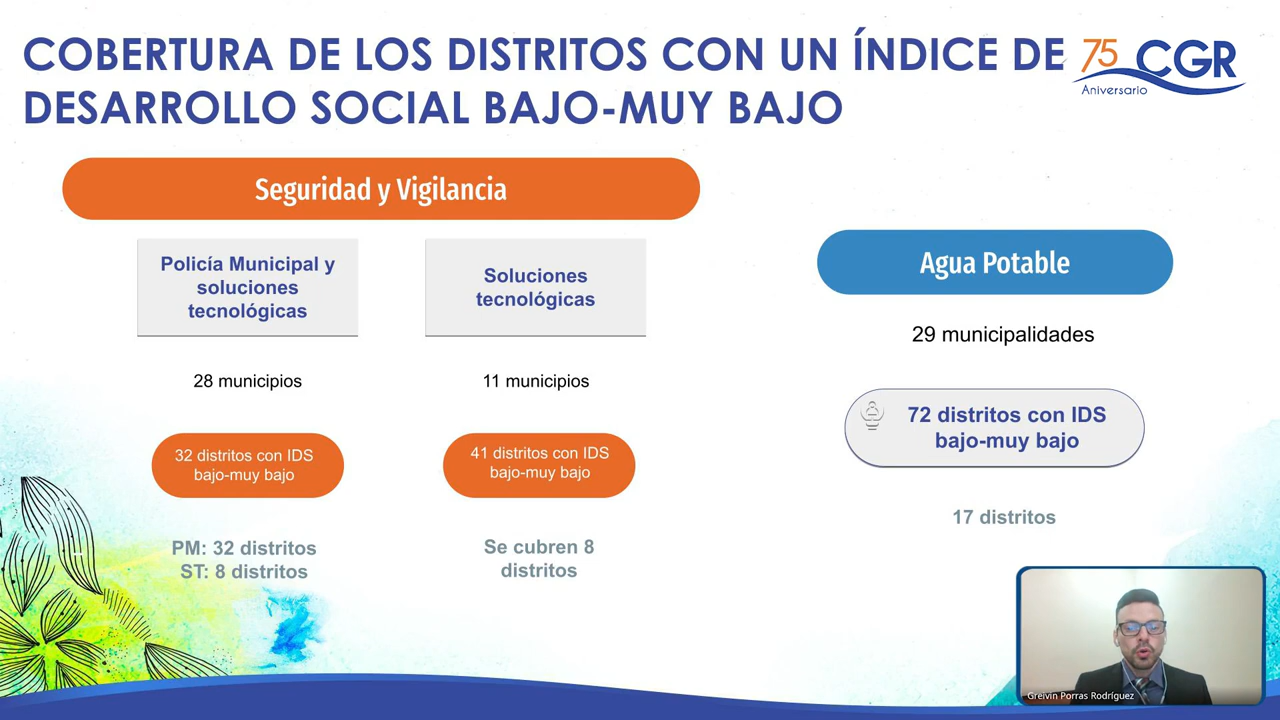 COBERTURA DE LOS DISTRITOS CON UN ÍNDICE DE
DESARROLLO SOCIAL BAJO-MUY BAJO
75 CGR
Aniversario
Seguridad y Vigilancia
Policía Municipal y
soluciones
tecnológicas
28 municipios
32 distritos con IDS
bajo-muy bajo
PM: 32 distritos
ST: 8 distritos
Soluciones
tecnológicas
11 municipios
41 distritos con IDS
bajo-muy bajo
Se cubren 8
distritos
Agua Potable
29 municipalidades
72 distritos con IDS
bajo-muy bajo
17 distritos
Greivin Porras Rodríguez